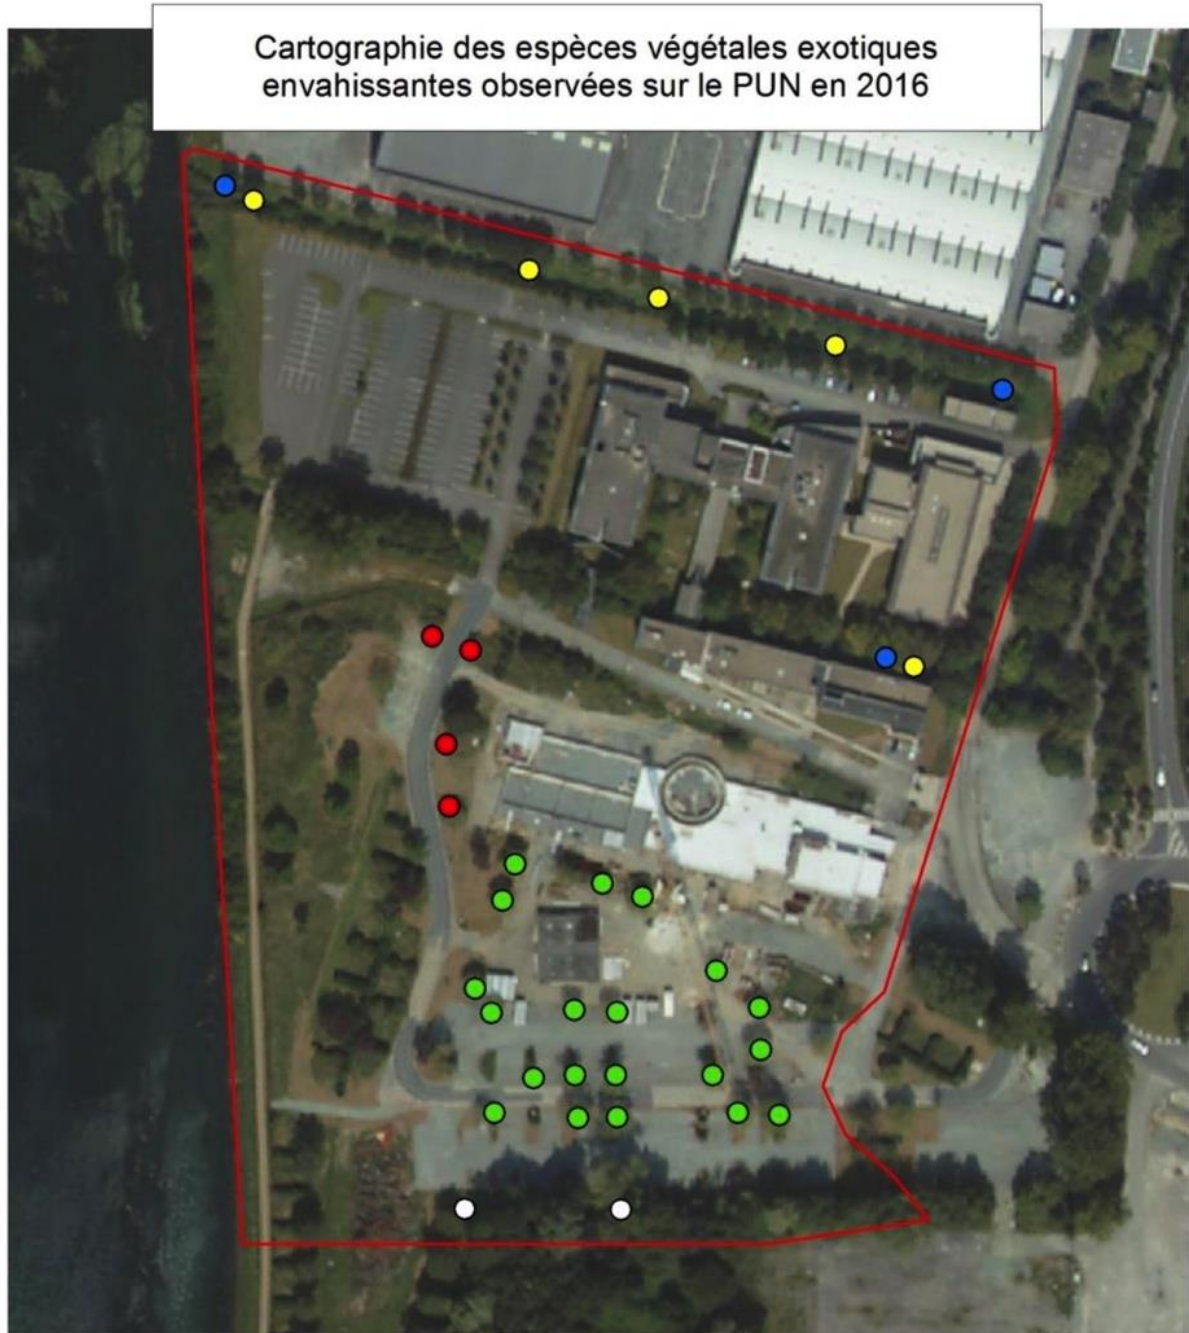 Cartographie des espèces végétales exotiques
envahissantes observées sur le PUN en 2016